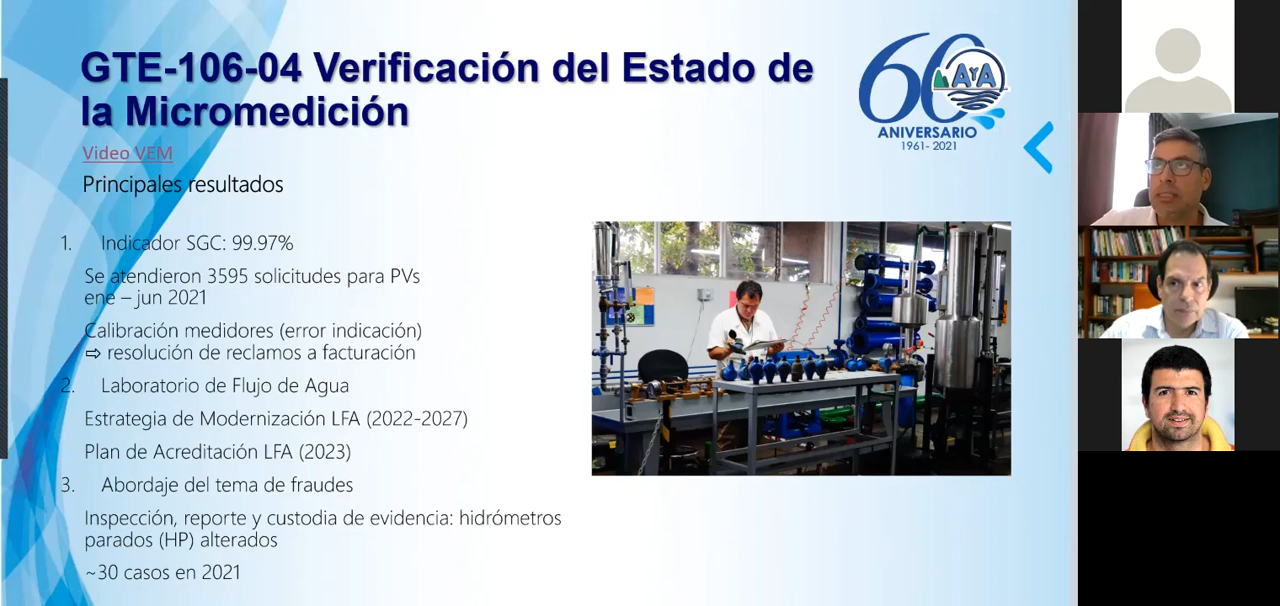 GTE-106-04 Verificación del Estado de
la Micromedición
Video VEM
Principales resultados
1. Indicador SGC: 99.97%
Se atendieron 3595 solicitudes para PVs
ene – jun 2021
Calibración medidores (error indicación)
⇨ resolución de reclamos a facturación
2. Laboratorio de Flujo de Agua
Estrategia de Modernización LFA (2022-2027)
Plan de Acreditación LFA (2023)
3. Abordaje del tema de fraudes
Inspección, reporte y custodia de evidencia: hidrómetros
parados (HP) alterados
~30 casos en 2021
60
AYA
ANIVERSARIO
1961- 2021